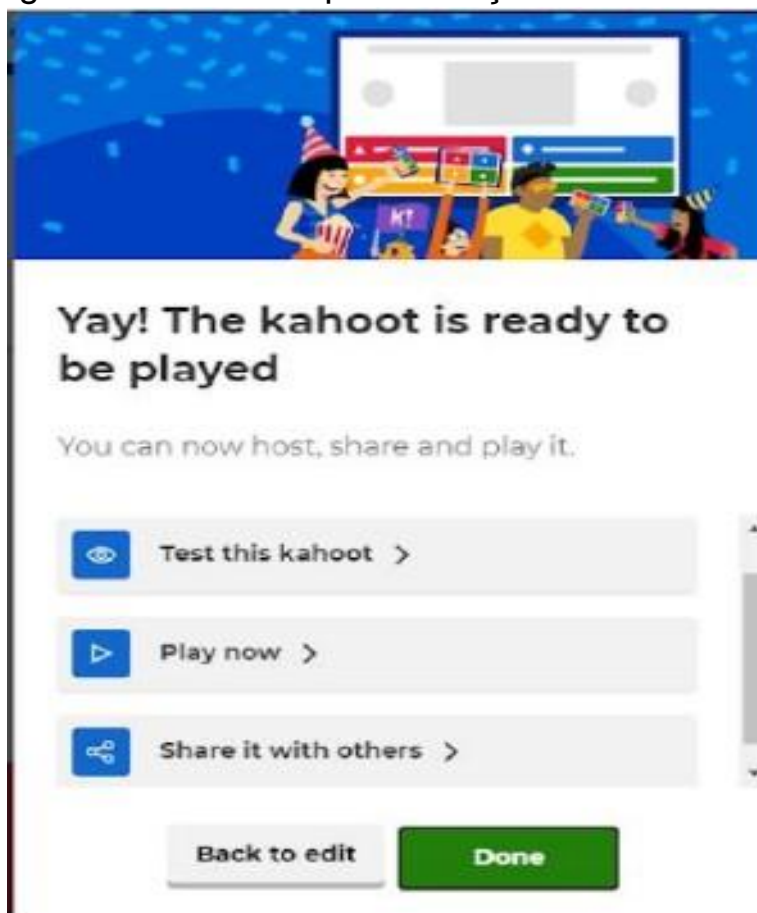 K!
Yay! The kahoot is ready to
be played
You can now host, share and play it.
Test this kahoot >
Play now >
Share it with others >
Back to edit
Done